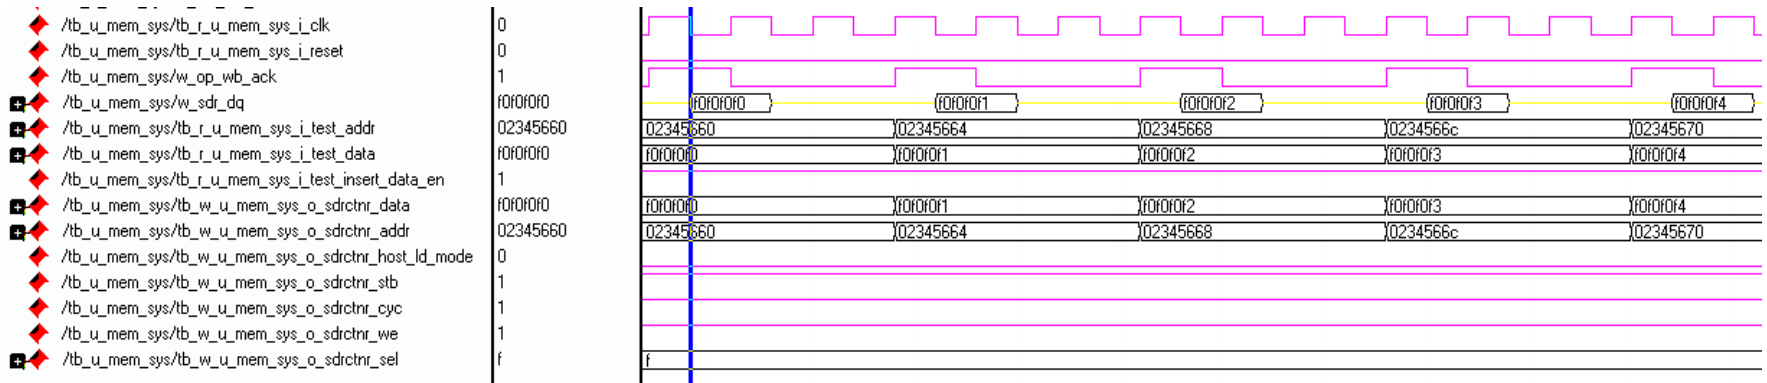 /tb_u_mem_sys/tb_r_u_mem_sys_i_clk 0
/tb_u_mem_sys/tb_r_u_mem_sys_i_reset 0
/tb_u_mem_sys/w_op_wb_ack 1
/tb_u_mem_sys/w_sdr_dq f0f0f0f0 f0f0f0f0 f0f0f0f1 f0f0f0f2 f0f0f0f3 f0f0f0f4
/tb_u_mem_sys/tb_r_u_mem_sys_i_test_addr 02345660 02345660 02345664 02345668 0234566c 02345670
/tb_u_mem_sys/tb_r_u_mem_sys_i_test_data f0f0f0f0 f0f0f0f0 f0f0f0f1 f0f0f0f2 f0f0f0f3 f0f0f0f4
/tb_u_mem_sys/tb_r_u_mem_sys_i_test_insert_data_en 1
/tb_u_mem_sys/tb_w_u_mem_sys_o_sdrctnr_data f0f0f0f0 f0f0f0f0 f0f0f0f1 f0f0f0f2 f0f0f0f3 f0f0f0f4
/tb_u_mem_sys/tb_w_u_mem_sys_o_sdrctnr_addr 02345660 02345660 02345664 02345668 0234566c 02345670
/tb_u_mem_sys/tb_w_u_mem_sys_o_sdrctnr_host_ld_mode 0
/tb_u_mem_sys/tb_w_u_mem_sys_o_sdrctnr_stb 1
/tb_u_mem_sys/tb_w_u_mem_sys_o_sdrctnr_cyc 1
/tb_u_mem_sys/tb_w_u_mem_sys_o_sdrctnr_we 1
/tb_u_mem_sys/tb_w_u_mem_sys_o_sdrctnr_sel f f